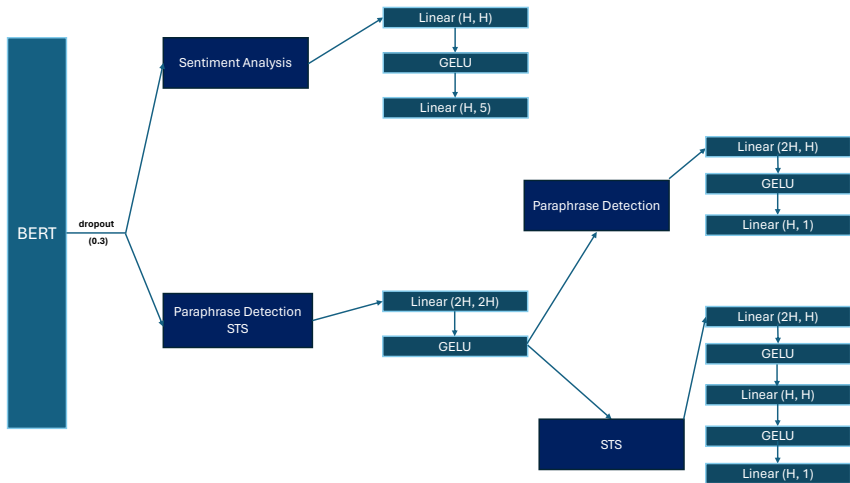 BERT
dropout
(0.3)
Sentiment Analysis
Linear (H, H)
GELU
Linear (H, 5)
Paraphrase Detection
STS
Linear (2H, 2H)
GELU
Paraphrase Detection
Linear (2H, H)
GELU
Linear (H, 1)
STS
Linear (2H, H)
GELU
Linear (H, H)
GELU
Linear (H, 1)